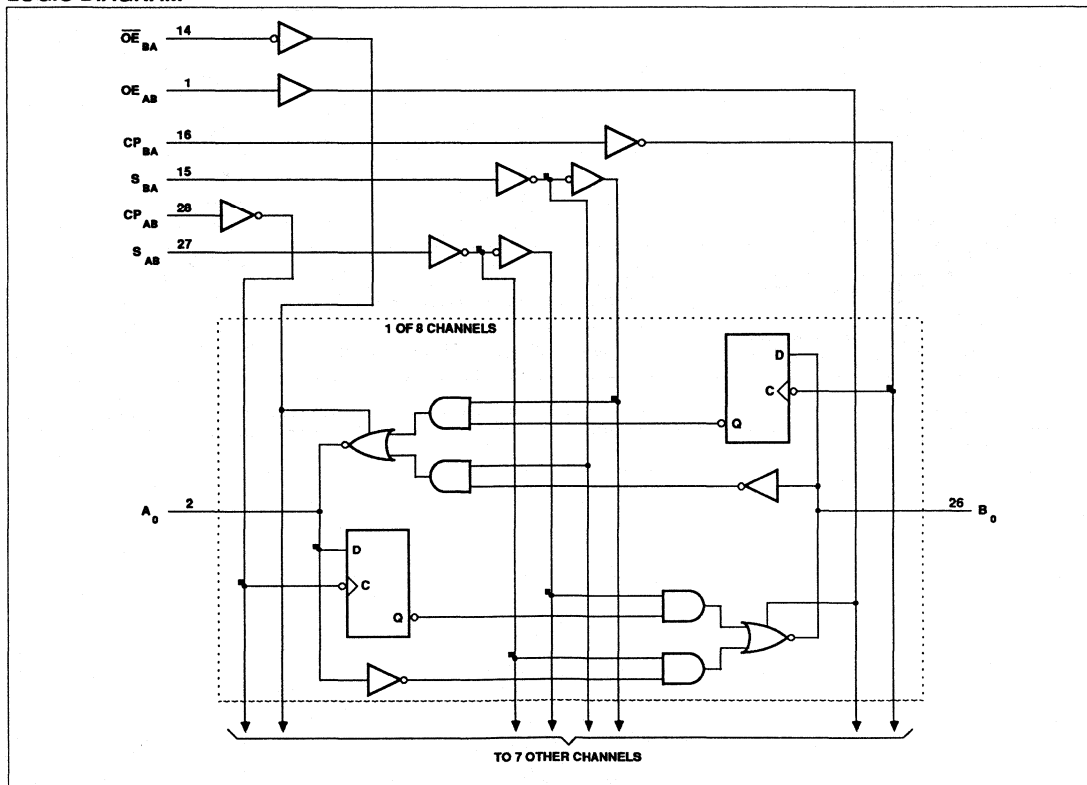 OE BA 14
OE AB 1
CP BA 16
S BA 15
CP AB 28
S AB 27
1 OF 8 CHANNELS
D
C
Q
A 0 2
26 B 0
D
C
Q
TO 7 OTHER CHANNELS